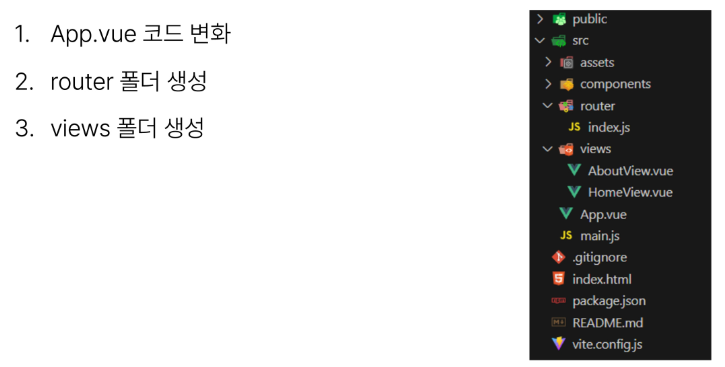 1. App.vue 코드 변화
2. router 폴더 생성
3. views 폴더 생성
public
src
assets
components
router
JS index.js
views
AboutView.vue
HomeView.vue
App.vue
JS main.js
.gitignore
index.html
package.json
README.md
vite.config.js